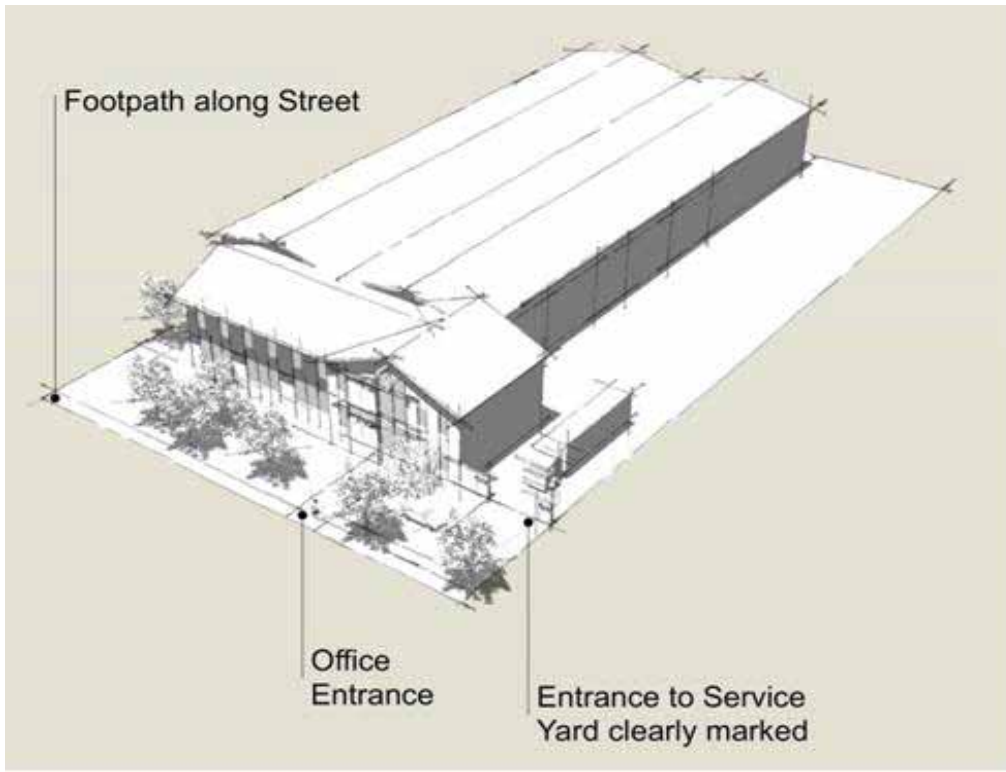 Footpath along Street
Office
Entrance
Entrance to Service
Yard clearly marked